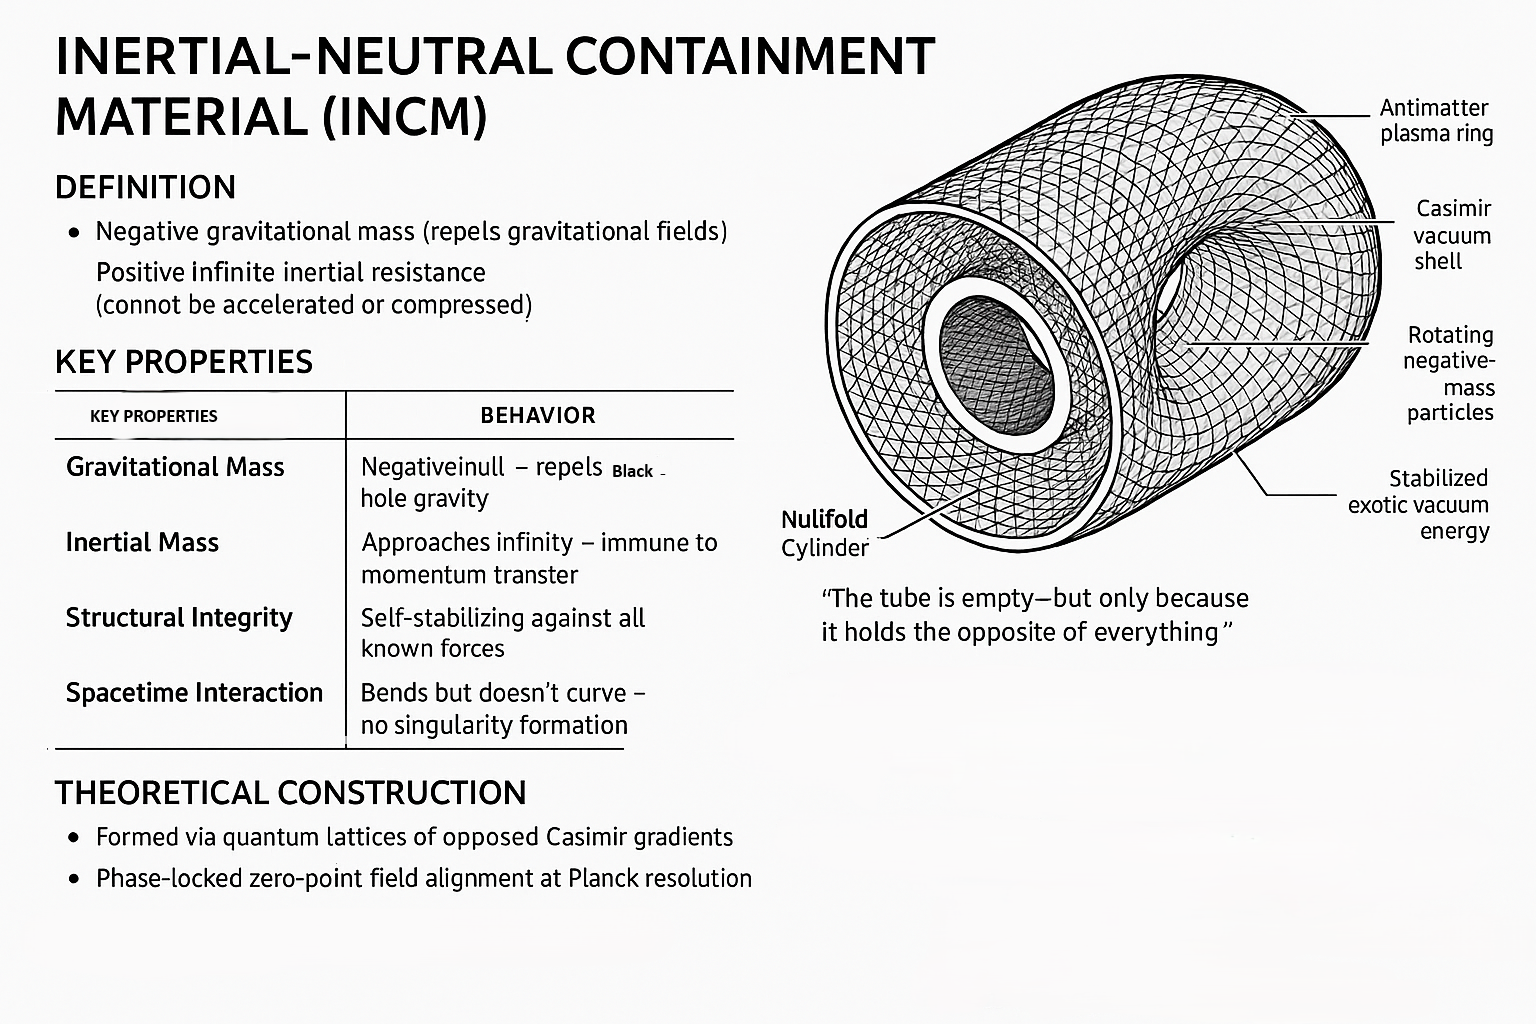 INERTIAL-NEUTRAL CONTAINMENT
MATERIAL (INCM)
DEFINITION
• Negative gravitational mass (repels gravitational fields)
Positive infinite inertial resistance
(connot be accelerated or compressed)
KEY PROPERTIES
KEY PROPERTIES
BEHAVIOR
Gravitational Mass
Negativeinull – repels Black -
hole gravity
Inertial Mass
Approaches infinity – immune to
momentum transter
Structural Integrity
Self-stabilizing against all
known forces
Spacetime Interaction
Bends but doesn't curve –
no singularity formation
THEORETICAL CONSTRUCTION
• Formed via quantum lattices of opposed Casimir gradients
• Phase-locked zero-point field alignment at Planck resolution
Antimatter
plasma ring
Casimir
vacuum
shell
Rotating
negative-
mass
particles
Stabilized
exotic vacuum
energy
Nulifold
Cylinder
“The tube is empty—but only because
it holds the opposite of everything”